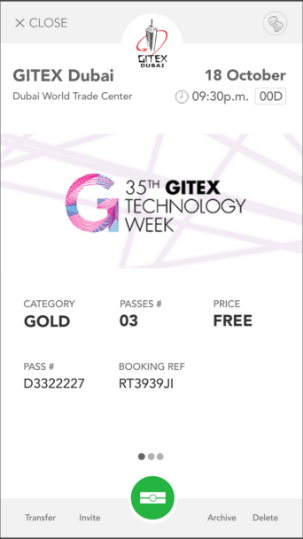 × CLOSE
GITEX
DUBAI
GITEX Dubai
18 October
Dubai World Trade Center
09:30p.m. 00D
35TH GITEX
TECHNOLOGY
WEEK
CATEGORY PASSES # PRICE
GOLD 03 FREE
PASS # BOOKING REF
D3322227 RT3939JI
Transfer Invite Archive Delete